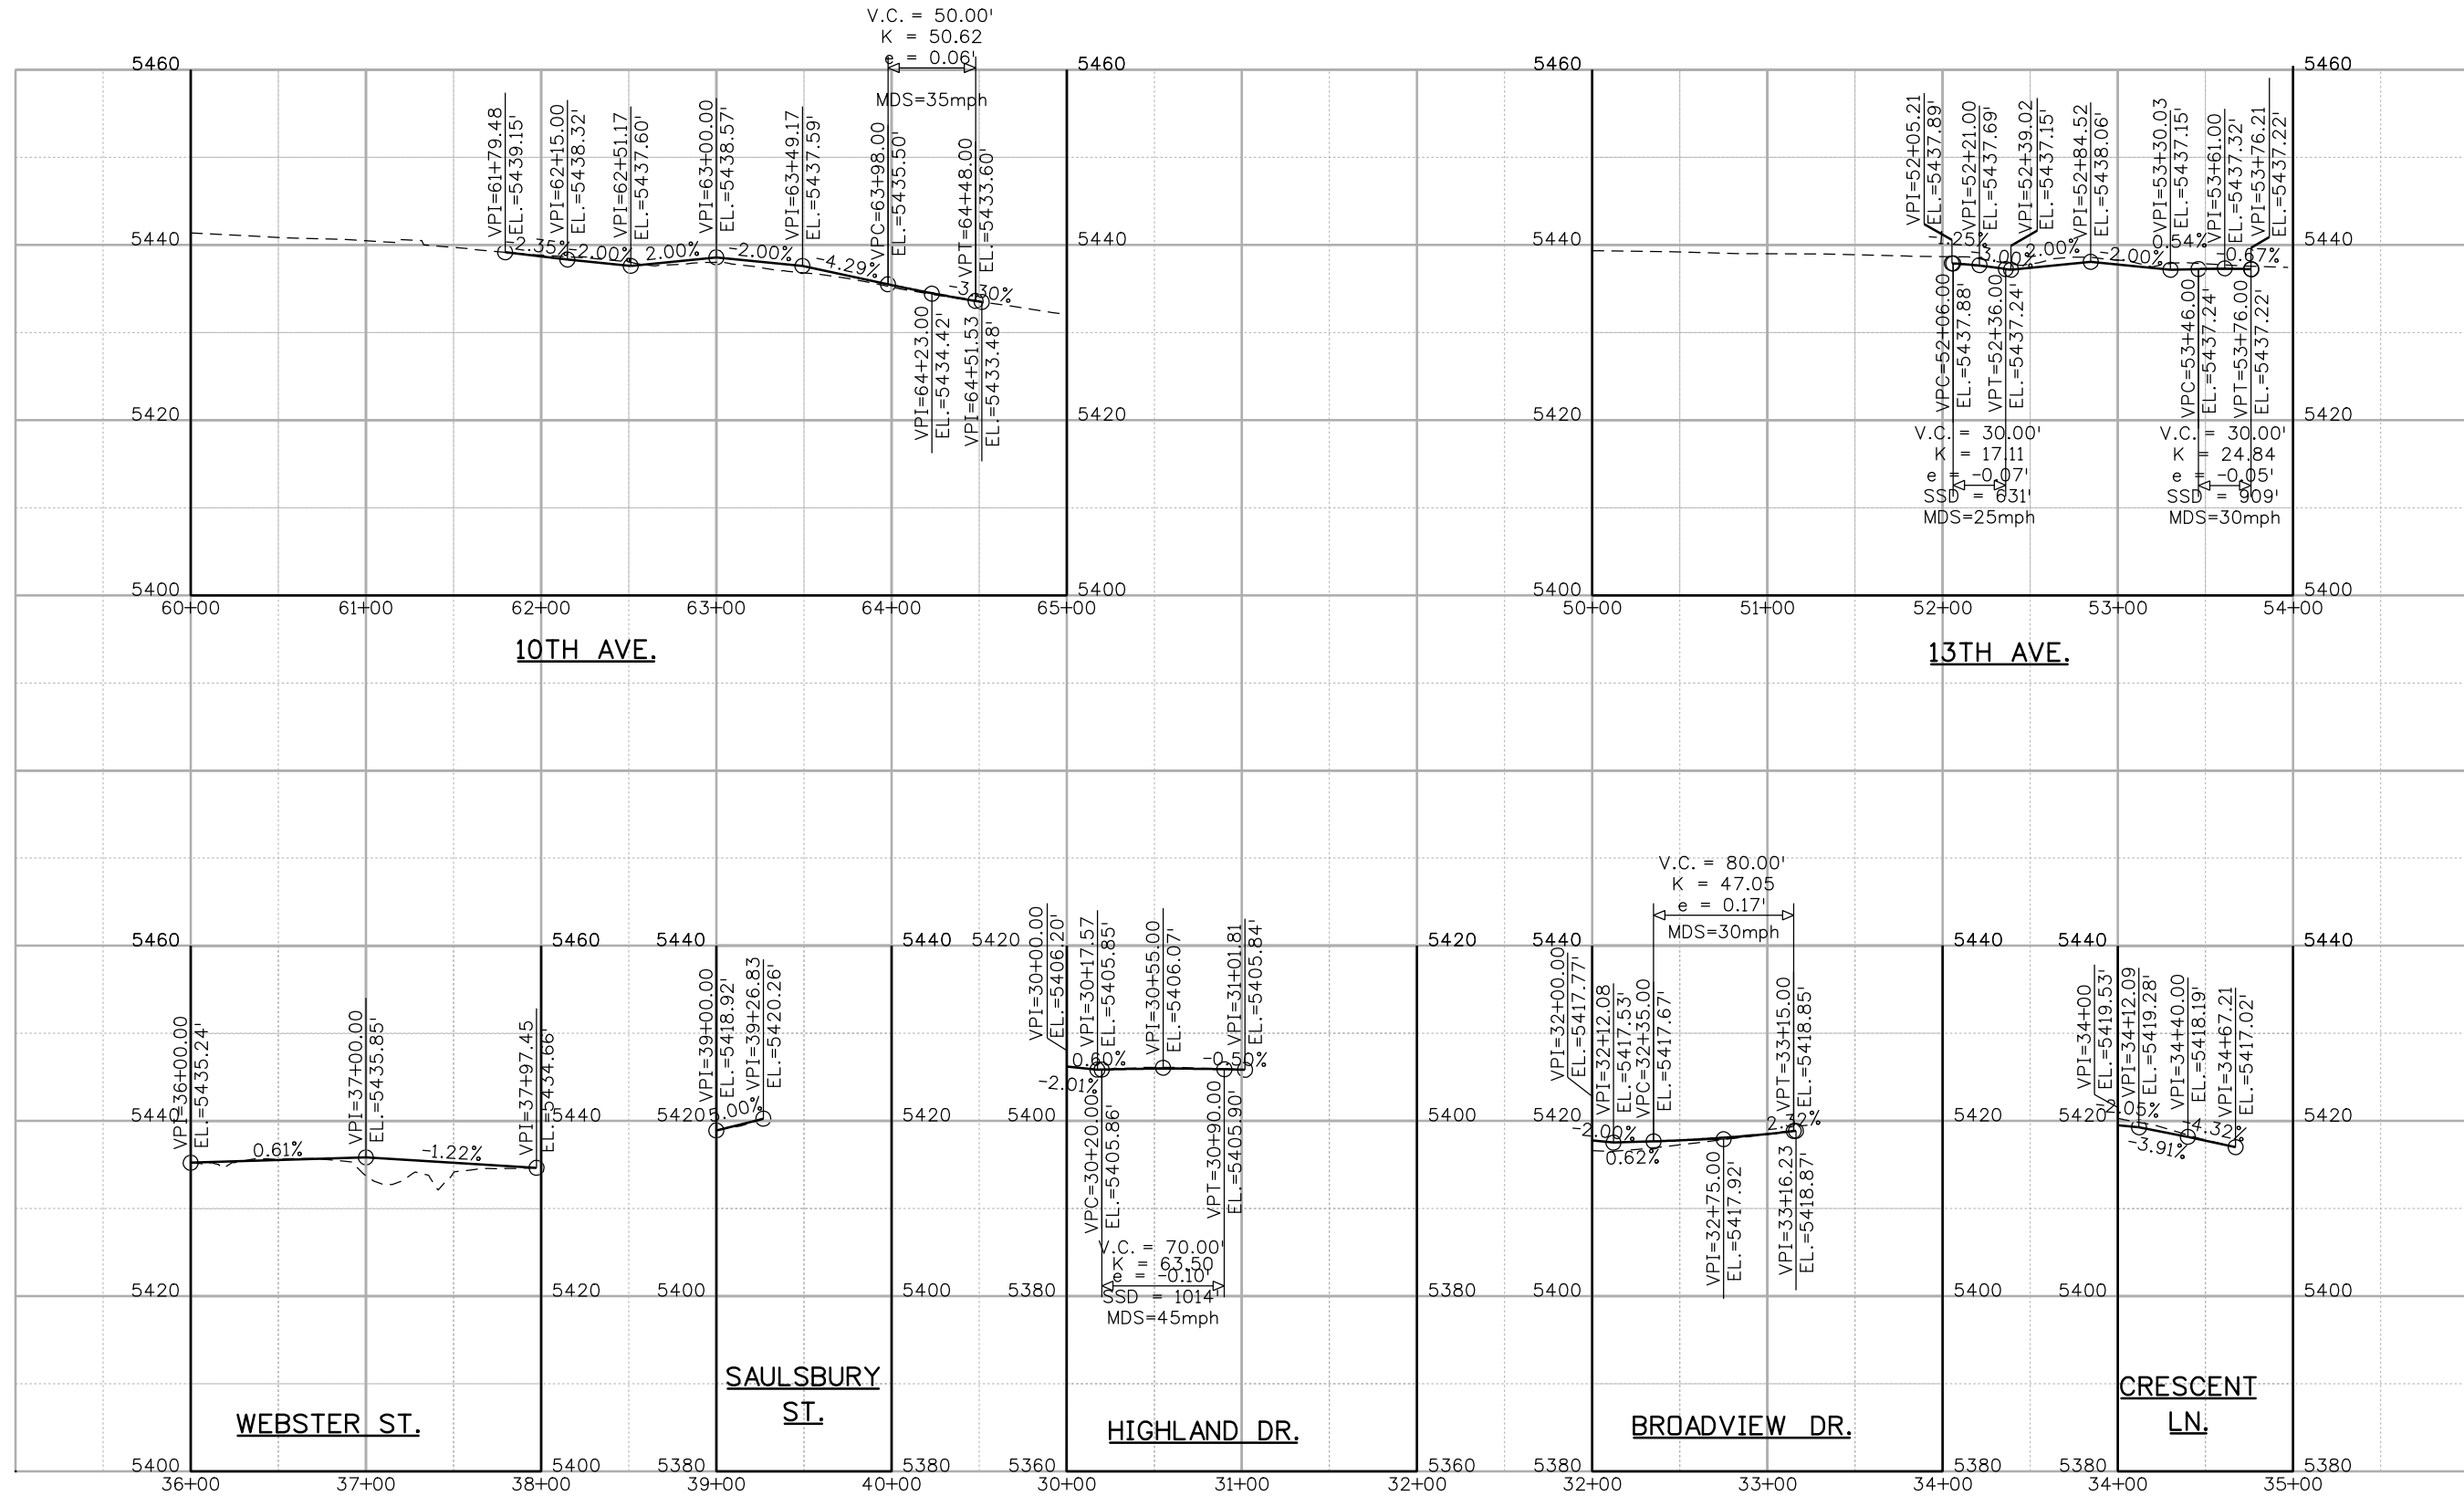 V.C. = 50.00'
K = 50.62
e = 0.06'
MDS=35mph
5460
5460
5440
5440
5420
5420
5400
5400
VPI=61+79.48
EL.=5439.15'
VPI=62+15.00
EL.=5438.32'
VPI=62+51.17
EL.=5437.60'
VPI=63+00.00
EL.=5438.57'
VPI=63+49.17
EL.=5437.59'
VPC=63+98.00
EL.=5435.50'
VPT=64+48.00
EL.=5433.60'
-2.35%
-2.00%
2.00%
-2.00%
-4.29%
-3.30%
VPI=64+23.00
EL.=5434.42'
VPI=64+51.53
EL.=5433.48'
60+00
61+00
62+00
63+00
64+00
65+00
10TH AVE.
5460
5460
5440
5440
5420
5420
5400
5400
VPI=52+05.21
EL.=5437.89'
VPI=52+21.00
EL.=5437.69'
VPI=52+39.02
EL.=5437.15'
VPI=52+84.52
EL.=5438.06'
VPI=53+30.03
EL.=5437.15'
VPI=53+61.00
EL.=5437.32'
VPI=53+76.21
EL.=5437.22'
-1.25%
-3.00%
2.00%
-2.00%
0.54%
-0.67%
VPC=52+06.00
EL.=5437.88'
VPT=52+36.00
EL.=5437.24'
VPC=53+46.00
EL.=5437.24'
VPT=53+76.00
EL.=5437.22'
V.C. = 30.00'
K = 17.11
e = -0.07'
SSD = 631'
MDS=25mph
V.C. = 30.00'
K = 24.84
e = -0.05'
SSD = 909'
MDS=30mph
50+00
51+00
52+00
53+00
54+00
13TH AVE.
5460
5460
5440
5440
5420
5420
5400
5400
VPI=36+00.00
EL.=5435.24'
VPI=37+00.00
EL.=5435.85'
VPI=37+97.45
EL.=5434.66'
0.61%
-1.22%
WEBSTER ST.
36+00
37+00
38+00
5440
5440
5420
5420
5400
5400
5380
5380
VPI=39+00.00
EL.=5418.92'
VPI=39+26.83
EL.=5420.26'
5.00%
SAULSBURY
ST.
39+00
40+00
5420
5420
5400
5400
5380
5380
5360
5360
VPI=30+00.00
EL.=5406.20'
VPI=30+17.57
EL.=5405.85'
VPI=30+55.00
EL.=5406.07'
VPI=31+01.81
EL.=5405.84'
0.60%
-0.50%
-2.01%
VPC=30+20.00
EL.=5405.86'
VPT=30+90.00
EL.=5405.90'
V.C. = 70.00'
K = 63.50
e = -0.10'
SSD = 1014'
MDS=45mph
HIGHLAND DR.
30+00
31+00
32+00
V.C. = 80.00'
K = 47.05
e = 0.17'
MDS=30mph
5440
5440
5420
5420
5400
5400
5380
5380
VPI=32+00.00
EL.=5417.77'
VPI=32+12.08
EL.=5417.53'
VPC=32+35.00
EL.=5417.67'
VPT=33+15.00
EL.=5418.85'
-2.00%
0.62%
2.32%
VPI=32+75.00
EL.=5417.92'
VPI=33+16.23
EL.=5418.87'
BROADVIEW DR.
32+00
33+00
34+00
5440
5440
5420
5420
5400
5400
5380
5380
VPI=34+00
EL.=5419.53'
VPI=34+12.09
EL.=5419.28'
VPI=34+40.00
EL.=5418.19'
VPI=34+67.21
EL.=5417.02'
-2.05%
-3.91%
-4.32%
CRESCENT
LN.
34+00
35+00